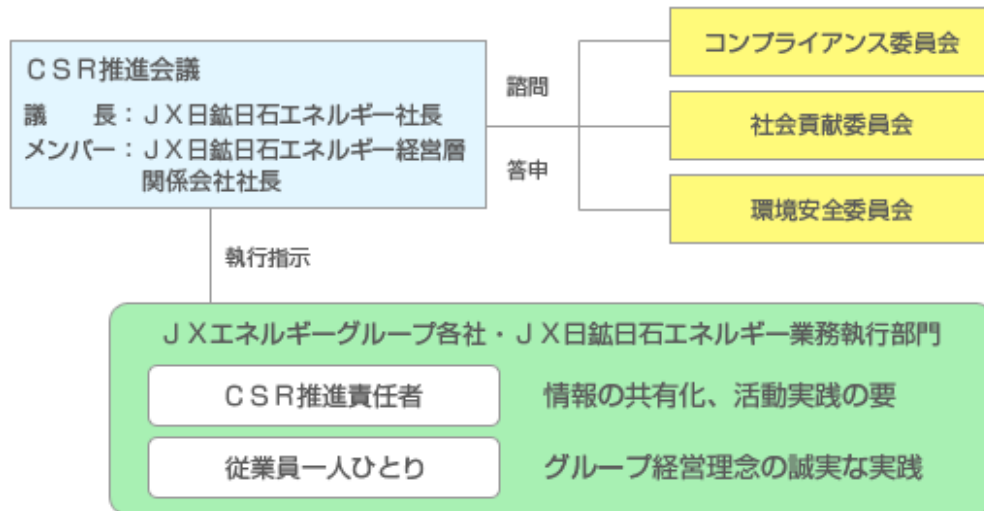 CSR推進会議
議　　長：JX日鉱日石エネルギー社長
メンバー：JX日鉱日石エネルギー経営層
関係会社社長
諮問
答申
コンプライアンス委員会
社会貢献委員会
環境安全委員会
執行指示
JXエネルギーグループ各社・JX日鉱日石エネルギー業務執行部門
CSR推進責任者　情報の共有化、活動実践の要
従業員一人ひとり　グループ経営理念の誠実な実践